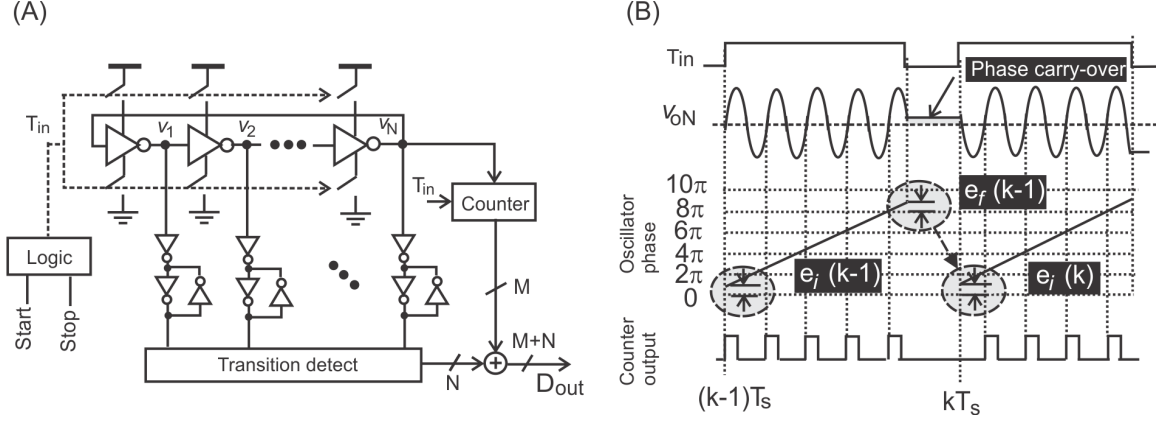 (A)
T_in
v_1
v_2
v_N
T_in
Counter
Logic
Start
Stop
M
Transition detect
N
M+N
D_out
(B)
T_in
Phase carry-over
v_oN
Oscillator
phase
10π
8π
6π
4π
2π
0
e_f (k-1)
e_i (k-1)
e_i (k)
Counter
output
(k-1)T_s
kT_s